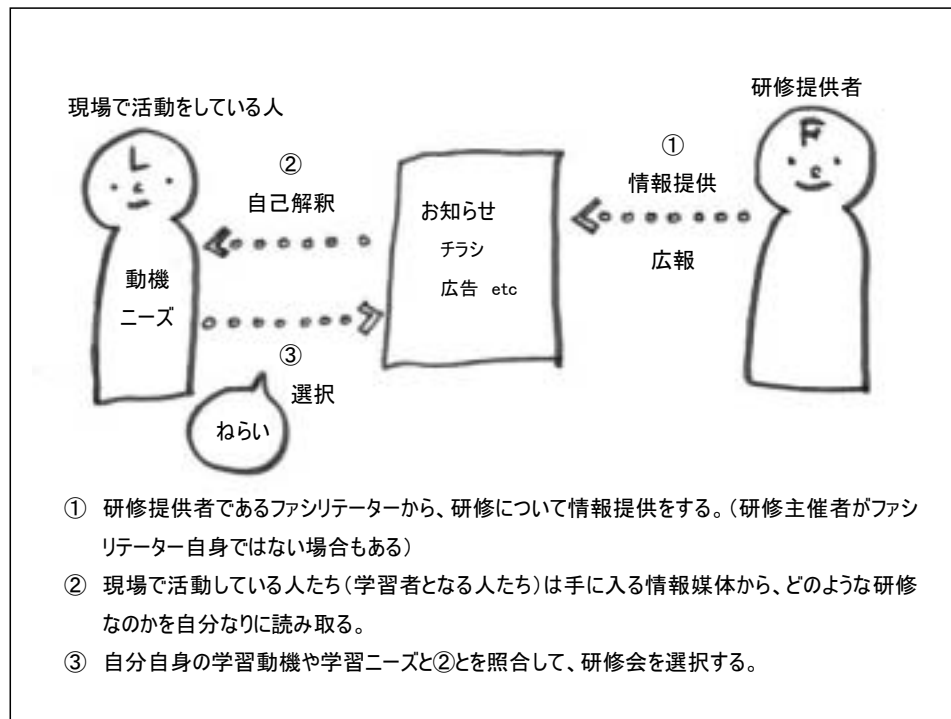 研修提供者
現場で活動をしている人
F
L
①
情報提供
広報
②
自己解釈
お知らせ
チラシ
広告 etc
動機
ニーズ
③
選択
ねらい
① 研修提供者であるファシリテーターから、研修について情報提供をする。（研修主催者がファシ
リテーター自身ではない場合もある）
② 現場で活動している人たち（学習者となる人たち）は手に入る情報媒体から、どのような研修
なのかを自分なりに読み取る。
③ 自分自身の学習動機や学習ニーズと②とを照合して、研修会を選択する。